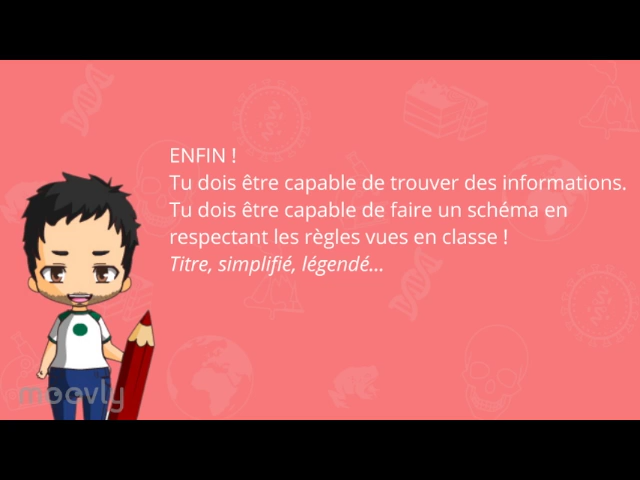 ENFIN !
Tu dois être capable de trouver des informations.
Tu dois être capable de faire un schéma en
respectant les règles vues en classe !
Titre, simplifié, légendé...
moovly